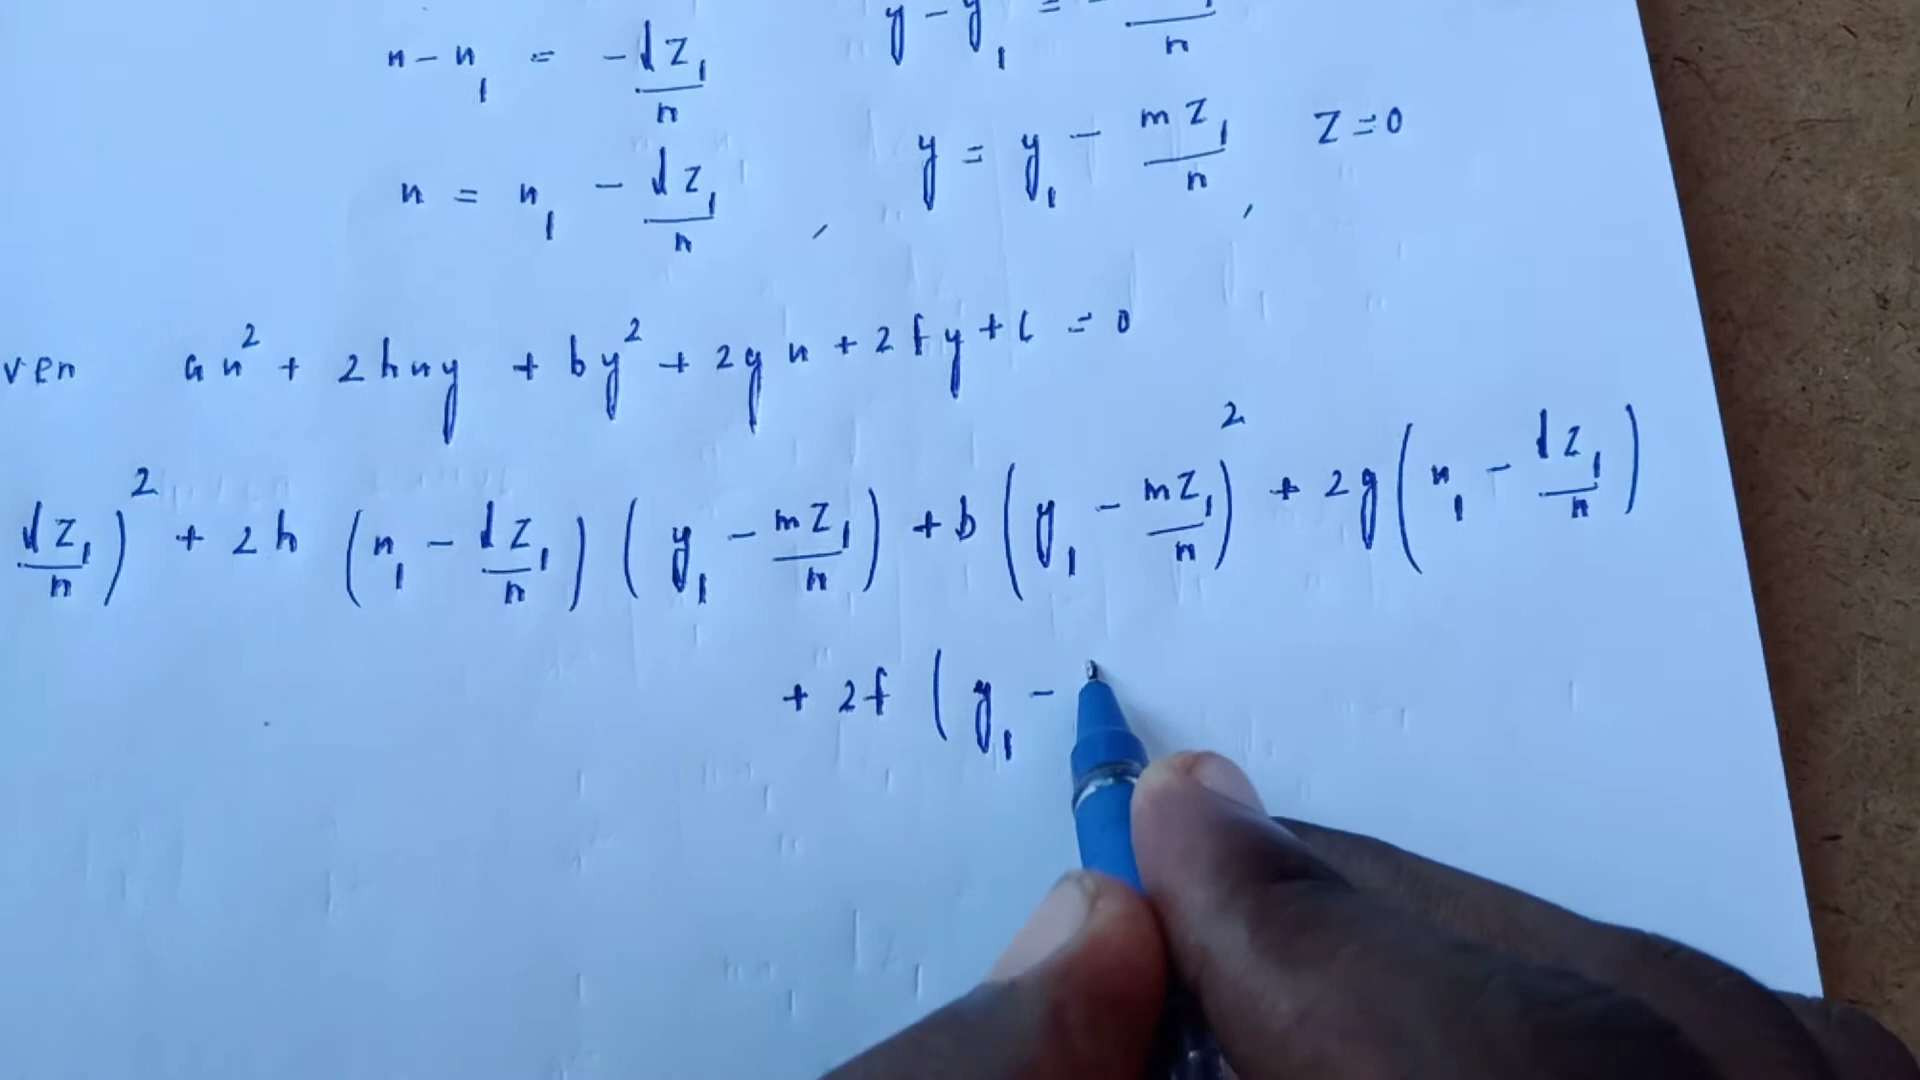 x - x₁ = -lz₁/n    y - y₁ = -    /n
x = x₁ - lz₁/n , y = y₁ - mz₁/n , z = 0
ven ax² + 2hxy + by² + 2gx + 2fy + c = 0
lz₁/n)² + 2h (x₁ - lz₁/n) (y₁ - mz₁/n) + b (y₁ - mz₁/n)² + 2g (x₁ - lz₁/n)
+ 2f (y₁ -